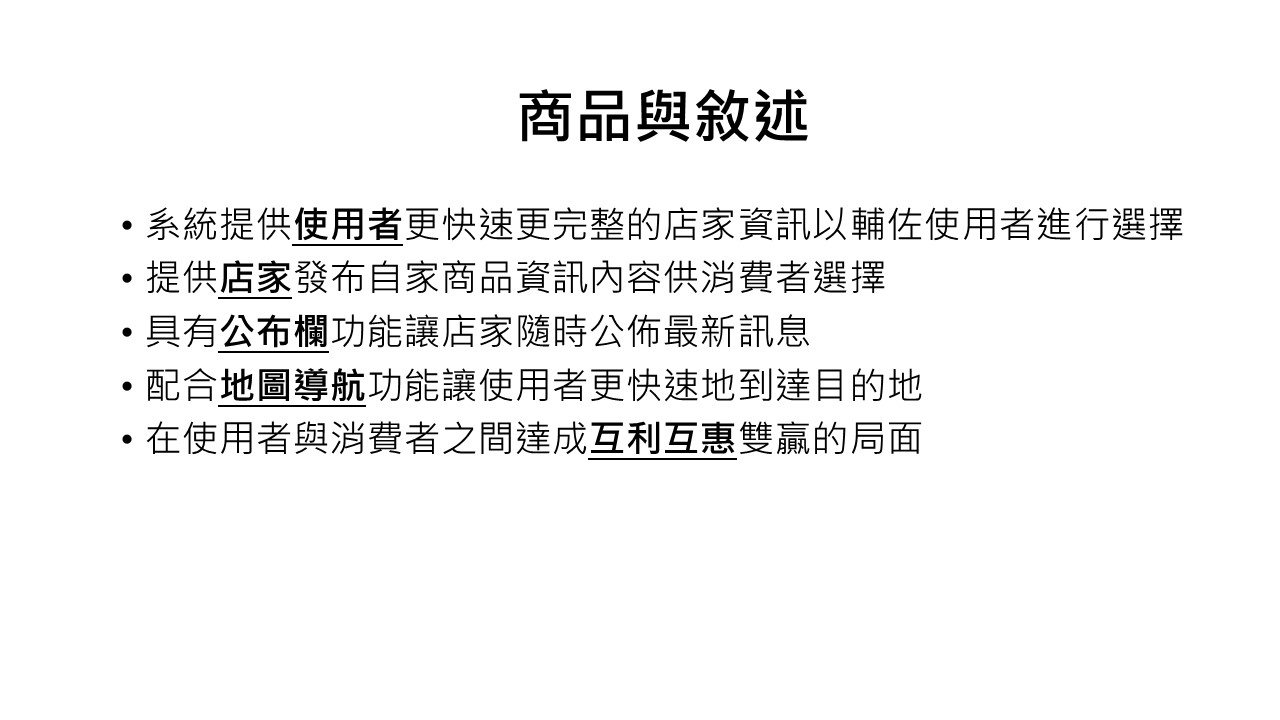 商品與敘述
• 系統提供使用者更快速更完整的店家資訊以輔佐使用者進行選擇
• 提供店家發布自家商品資訊內容供消費者選擇
• 具有公布欄功能讓店家隨時公佈最新訊息
• 配合地圖導航功能讓使用者更快速地到達目的地
• 在使用者與消費者之間達成互利互惠雙贏的局面